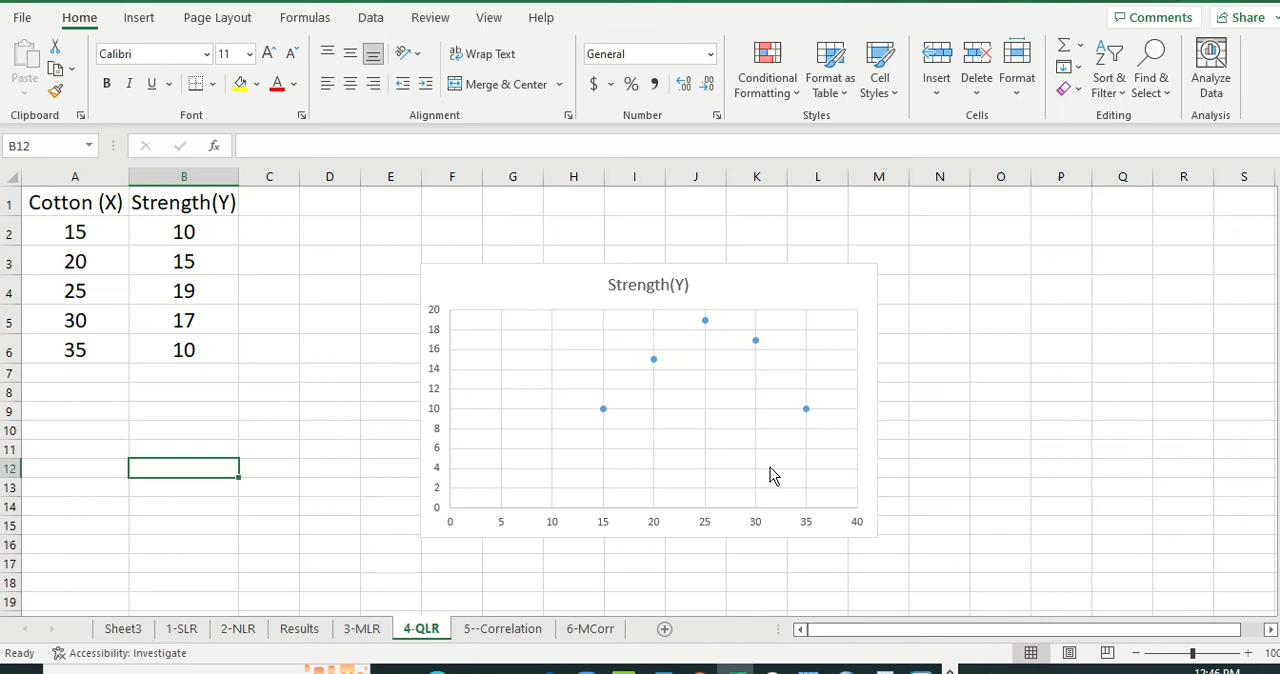 File Home Insert Page Layout Formulas Data Review View Help Comments Share
Paste Calibri 11 A A Wrap Text General Conditional Formatting Format as Table Cell Styles Insert Delete Format Sort & Filter Find & Select Analyze Data
B I U A Merge & Center $ % 9
Clipboard Font Alignment Number Styles Cells Editing Analysis
B12 fx
A B C D E F G H I J K L M N O P Q R S
1 Cotton (X) Strength(Y)
2 15 10
3 20 15
4 25 19
5 30 17
6 35 10
7
8
9
10
11
12
13
14
15
16
17
18
19
Strength(Y)
20
18
16
14
12
10
8
6
4
2
0
0 5 10 15 20 25 30 35 40
Sheet3 1-SLR 2-NLR Results 3-MLR 4-QLR 5--Correlation 6-MCorr
Ready Accessibility: Investigate 100
12:46 PM